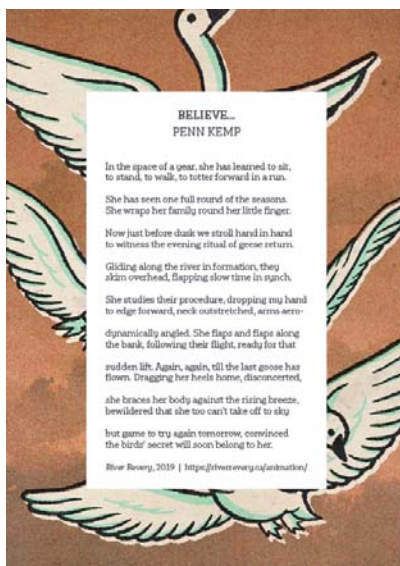 BELIEVE...
PENN KEMP
In the space of a year, she has learned to sit,
to stand, to walk, to totter forward in a run.
She has seen one full round of the seasons.
She wraps her family round her little finger.
Now just before dusk we stroll hand in hand
to witness the evening ritual of geese return.
Gliding along the river in formation, they
skim overhead, flapping slow time in synch.
She studies their procedure, dropping my hand
to edge forward, neck outstretched, arms aero-
dynamically angled. She flaps and flaps along
the bank, following their flight, ready for that
sudden lift. Again, again, till the last goose has
flown. Dragging her heels home, disconcerted,
she braces her body against the rising breeze,
bewildered that she too can't take off to sky
but game to try again tomorrow, convinced
the birds' secret will soon belong to her.
River Revery, 2019 | https://riverrevery.ca/animation/